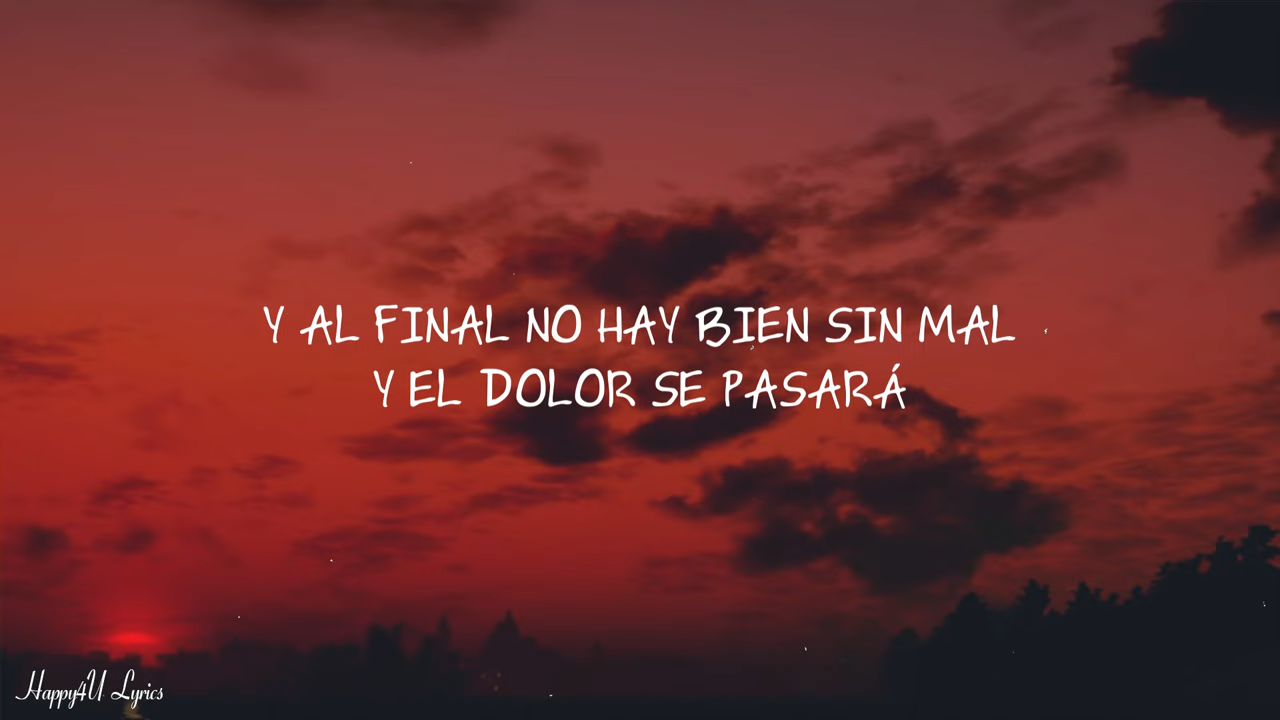 Y AL FINAL NO HAY BIEN SIN MAL
Y EL DOLOR SE PASARÁ
Happy4U Lyrics